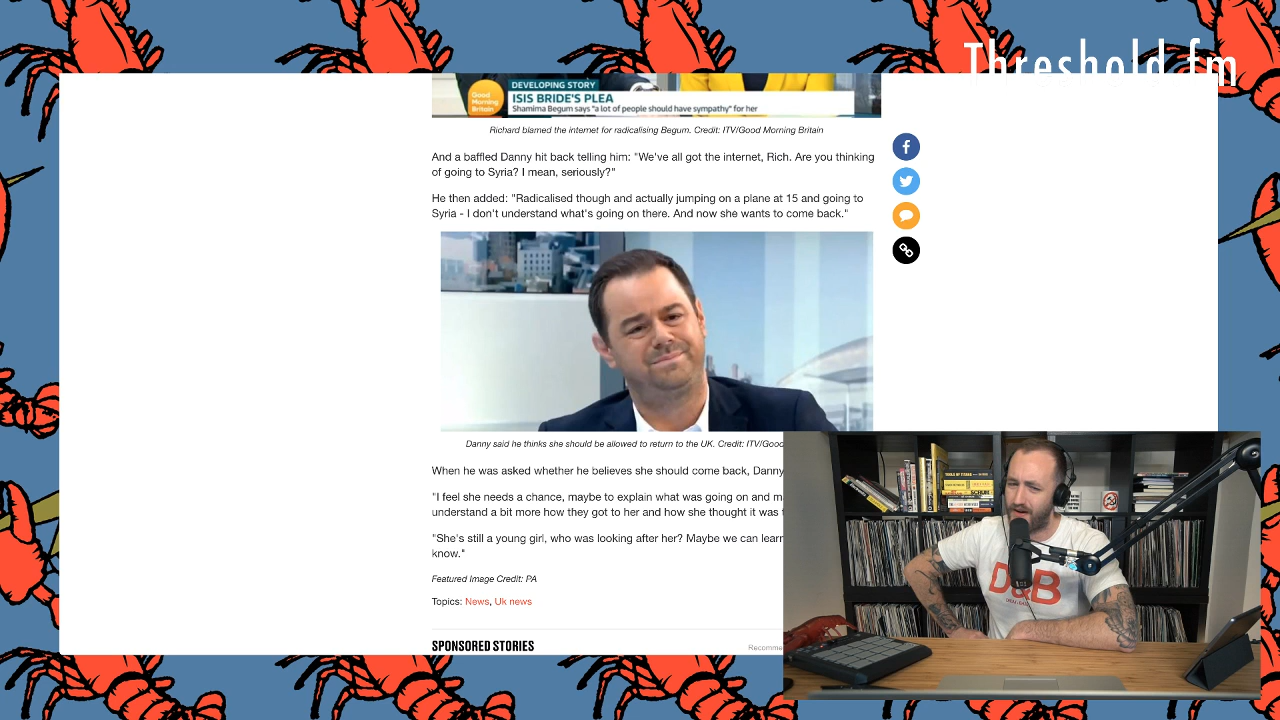 Threshold fm
DEVELOPING STORY
Good
Morning
Britain
ISIS BRIDE'S PLEA
Shamima Begum says "a lot of people should have sympathy" for her
Richard blamed the internet for radicalising Begum. Credit: ITV/Good Morning Britain
And a baffled Danny hit back telling him: "We've all got the internet, Rich. Are you thinking
of going to Syria? I mean, seriously?"
He then added: "Radicalised though and actually jumping on a plane at 15 and going to
Syria - I don't understand what's going on there. And now she wants to come back."
Danny said he thinks she should be allowed to return to the UK. Credit: ITV/Good
When he was asked whether he believes she should come back, Danny
"I feel she needs a chance, maybe to explain what was going on and m
understand a bit more how they got to her and how she thought it was
"She's still a young girl, who was looking after her? Maybe we can learn
know."
Featured Image Credit: PA
Topics: News, Uk news
SPONSORED STORIES
Recomme
D&B